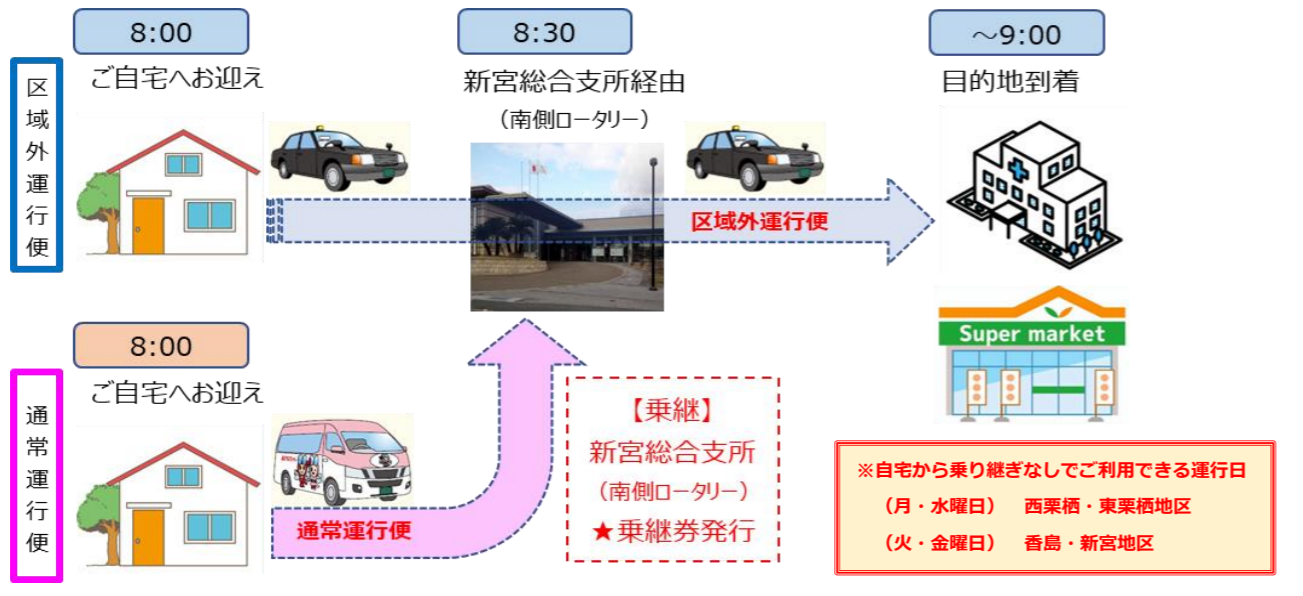 8:00
8:30
～9:00
ご自宅へお迎え
新宮総合支所経由
（南側ロータリー）
目的地到着
区域外運行便
区域外運行便
Super market
8:00
ご自宅へお迎え
通常運行便
通常運行便
【乗継】
新宮総合支所
（南側ロータリー）
★乗継券発行
※自宅から乗り継ぎなしでご利用できる運行日
（月・水曜日）　西栗栖・東栗栖地区
（火・金曜日）　香島・新宮地区